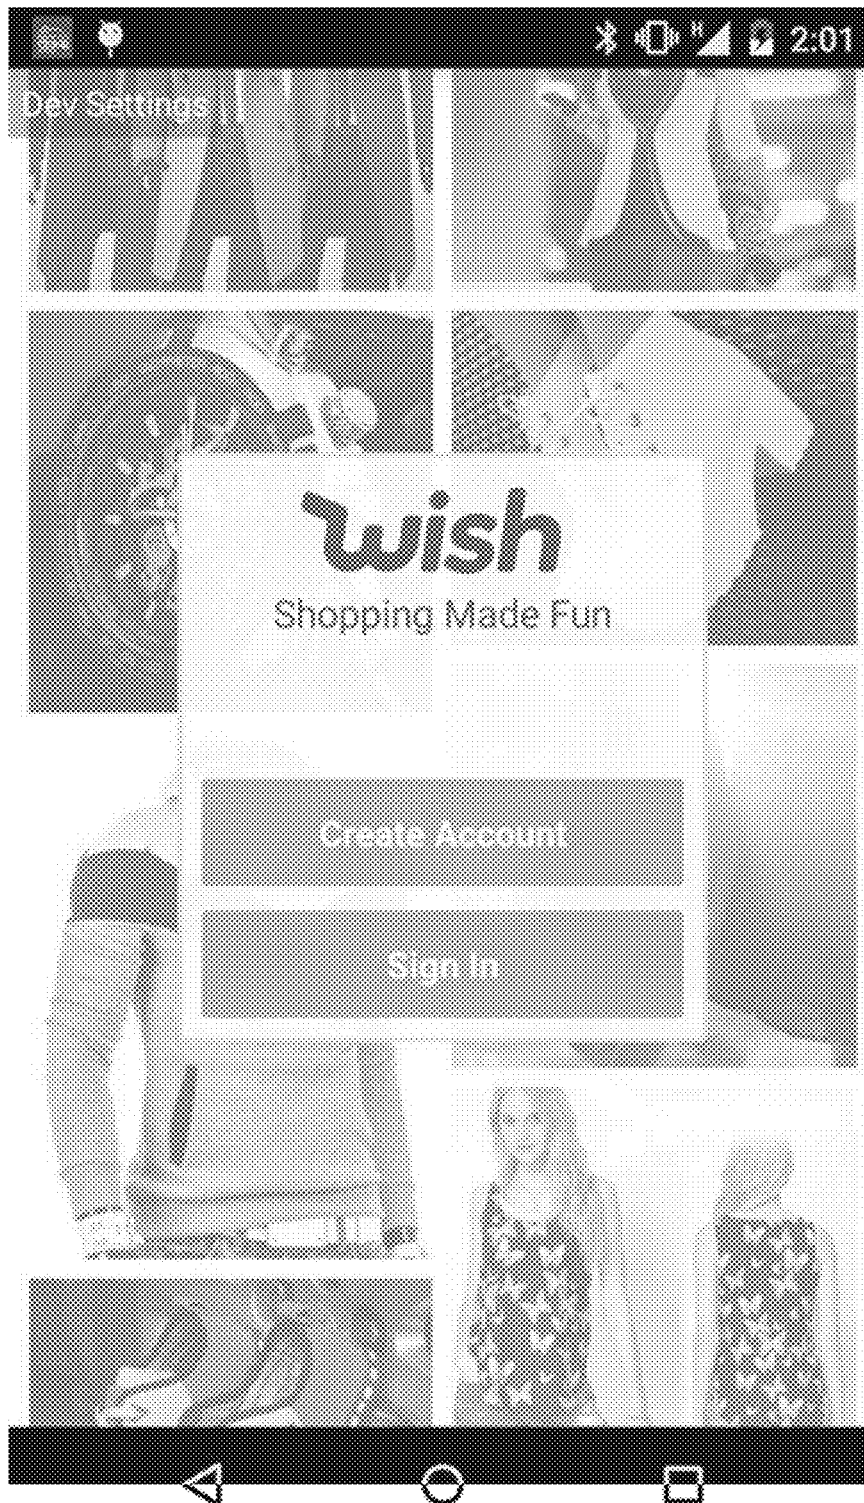 H 2:01
Dev Settings
wish
Shopping Made Fun
Create Account
Sign In